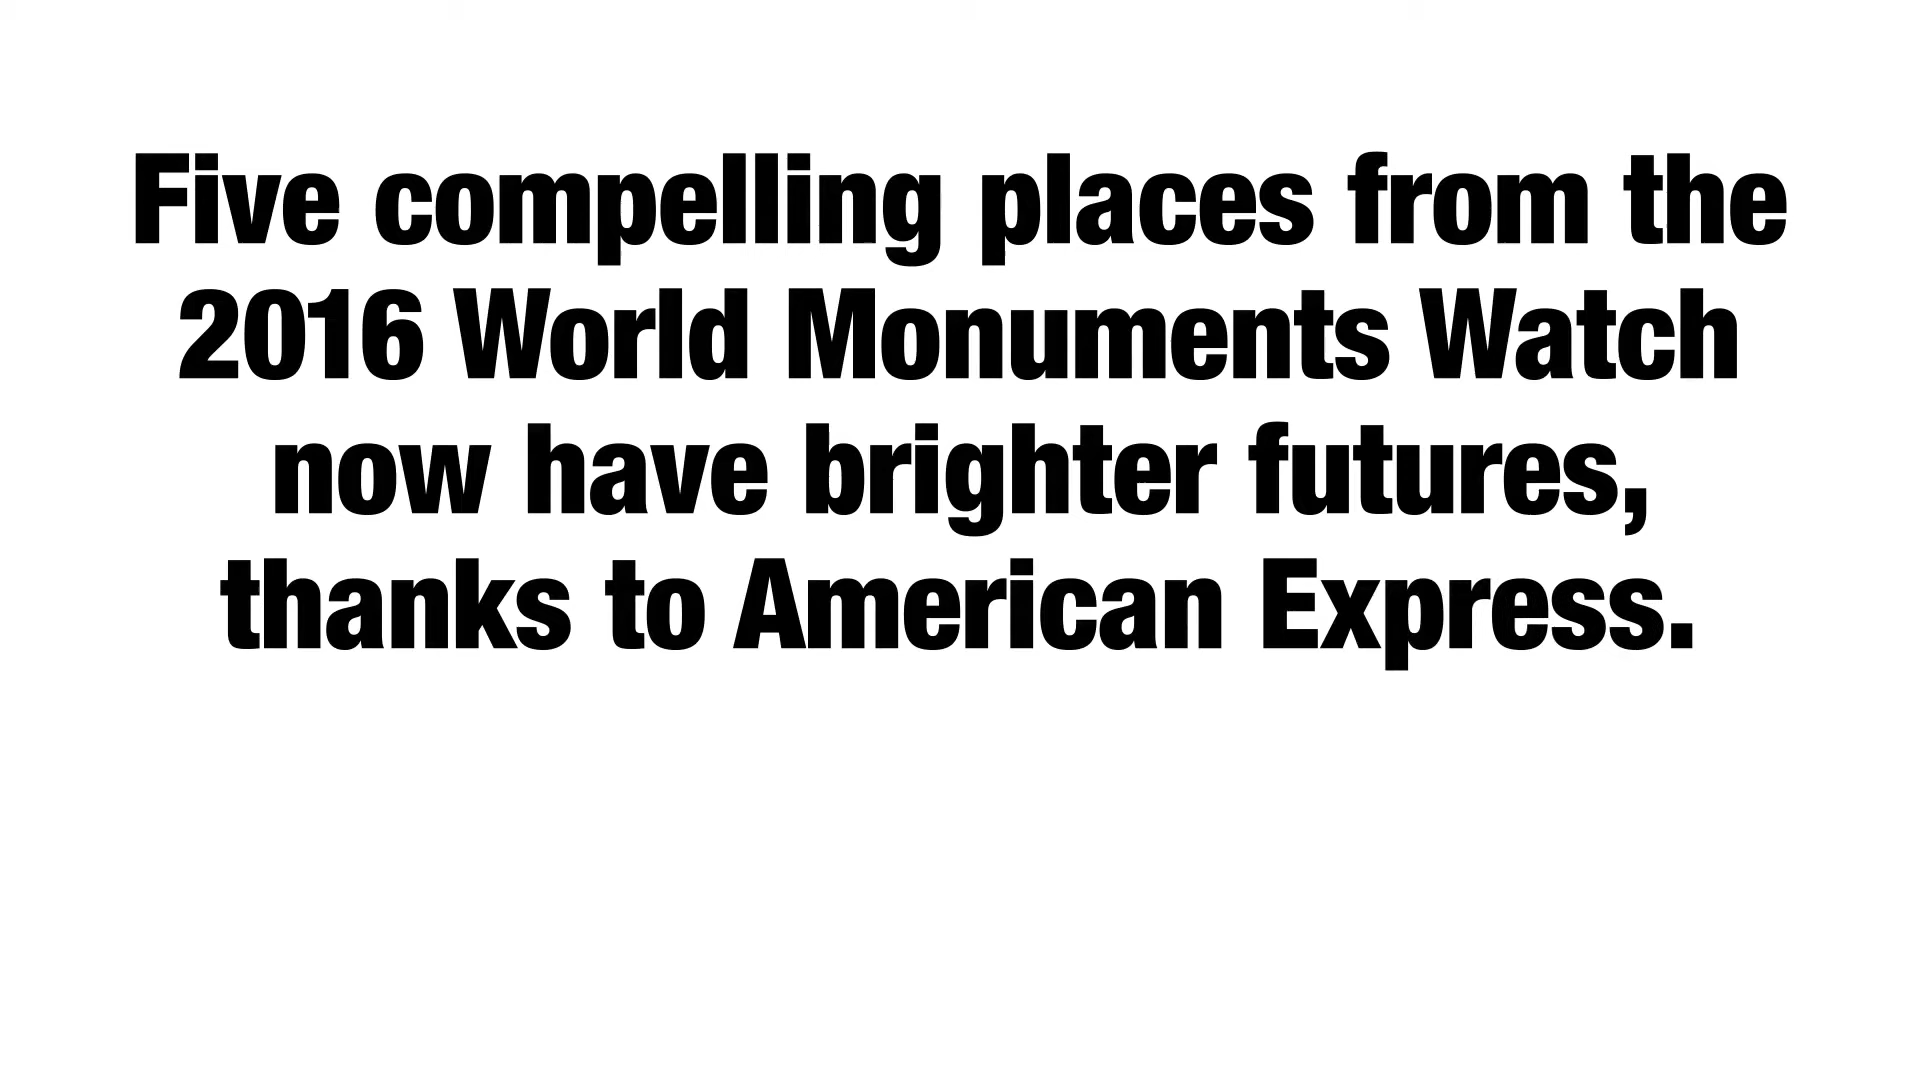 Five compelling places from the
2016 World Monuments Watch
now have brighter futures,
thanks to American Express.